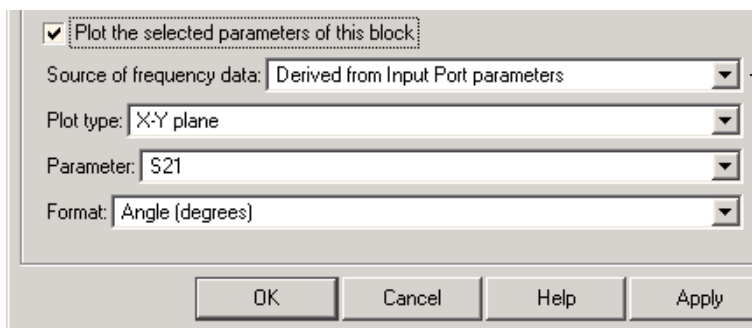 Plot the selected parameters of this block
Source of frequency data: Derived from Input Port parameters
Plot type: X-Y plane
Parameter: S21
Format: Angle (degrees)
OK Cancel Help Apply